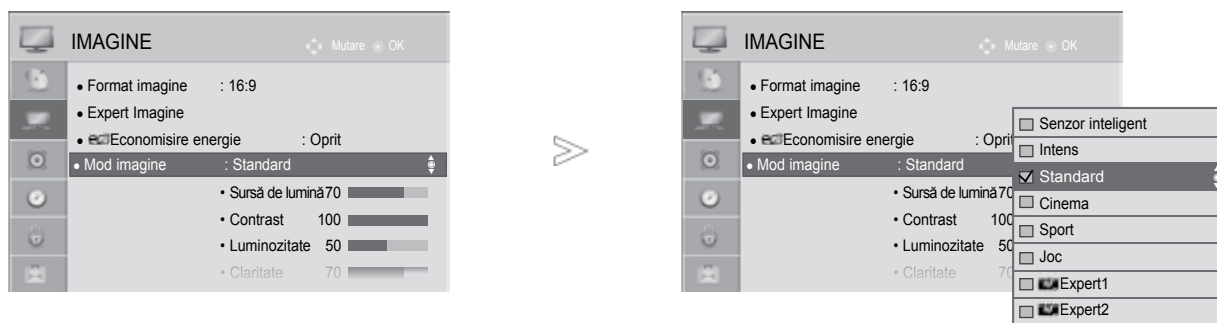 IMAGINE
Mutare OK
• Format imagine : 16:9
• Expert Imagine
• Economisire energie : Oprit
• Mod imagine : Standard
• Sursă de lumină 70
• Contrast 100
• Luminozitate 50
• Claritate 70
IMAGINE
Mutare OK
• Format imagine : 16:9
• Expert Imagine
• Economisire energie : Oprit
• Mod imagine : Standard
• Sursă de lumină 70
• Contrast 100
• Luminozitate 50
• Claritate 70
Senzor inteligent
Intens
Standard
Cinema
Sport
Joc
Expert1
Expert2